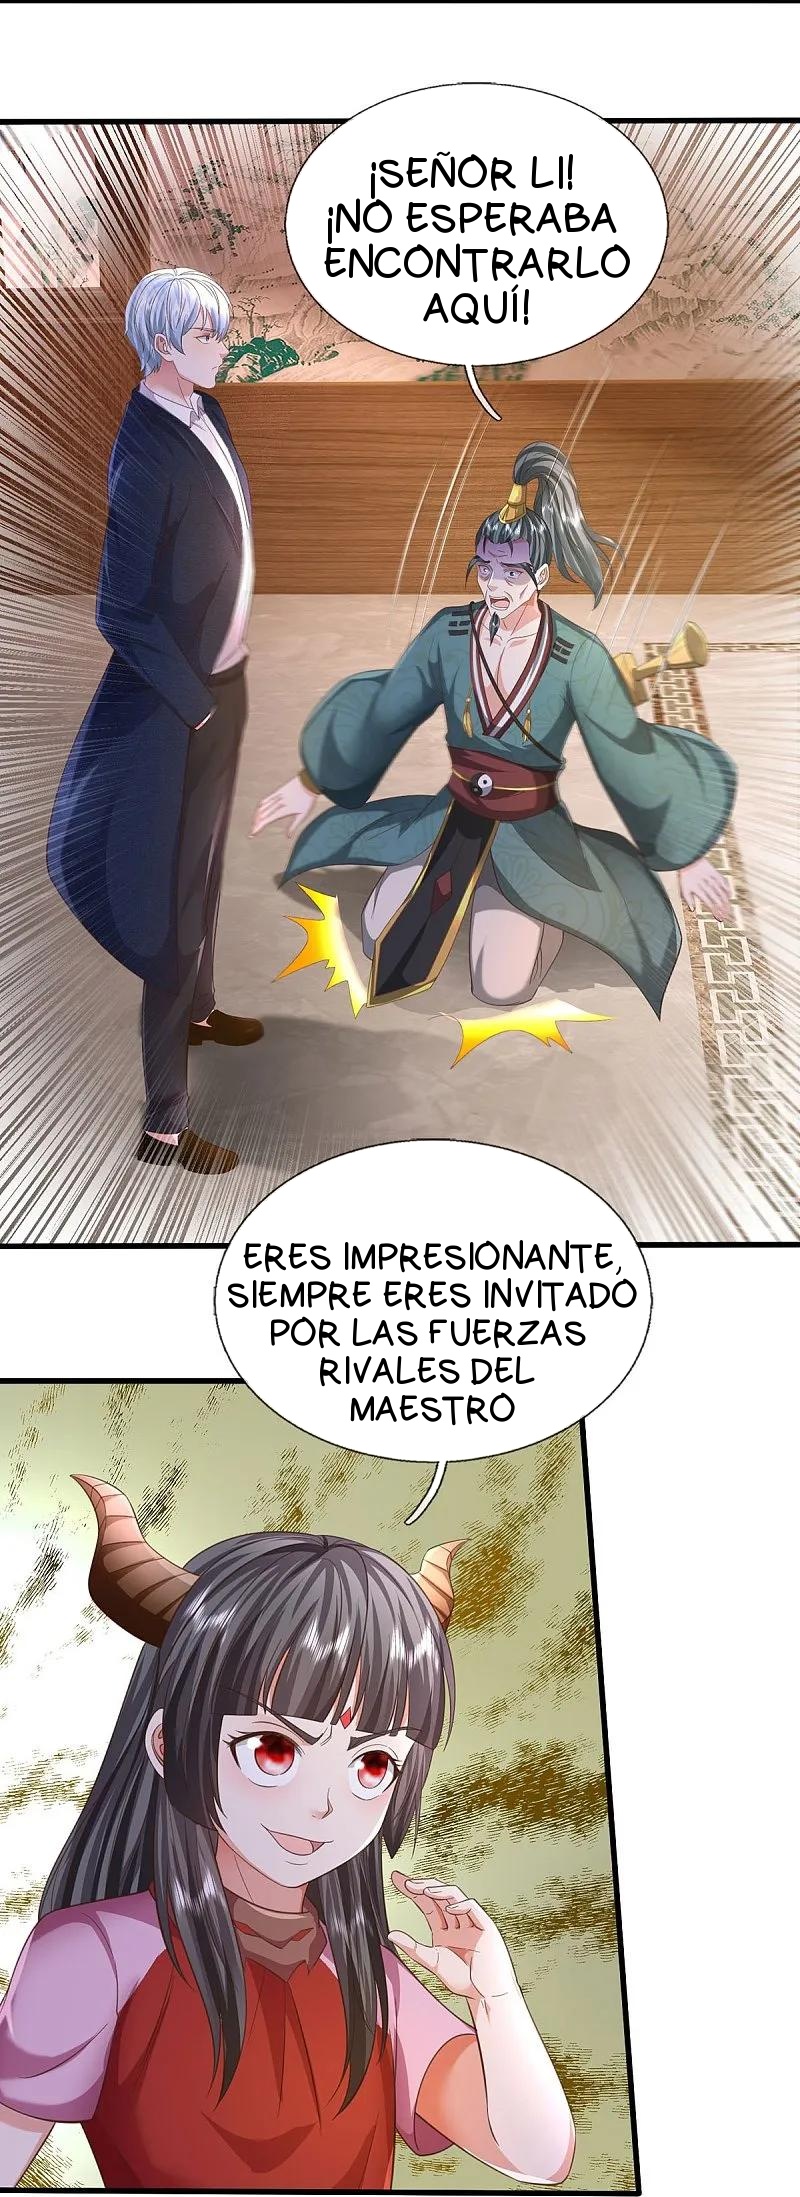 ¡SEÑOR LI!
¡NO ESPERABA
ENCONTRARLO
AQUÍ!
ERES IMPRESIONANTE,
SIEMPRE ERES INVITADO
POR LAS FUERZAS
RIVALES DEL
MAESTRO